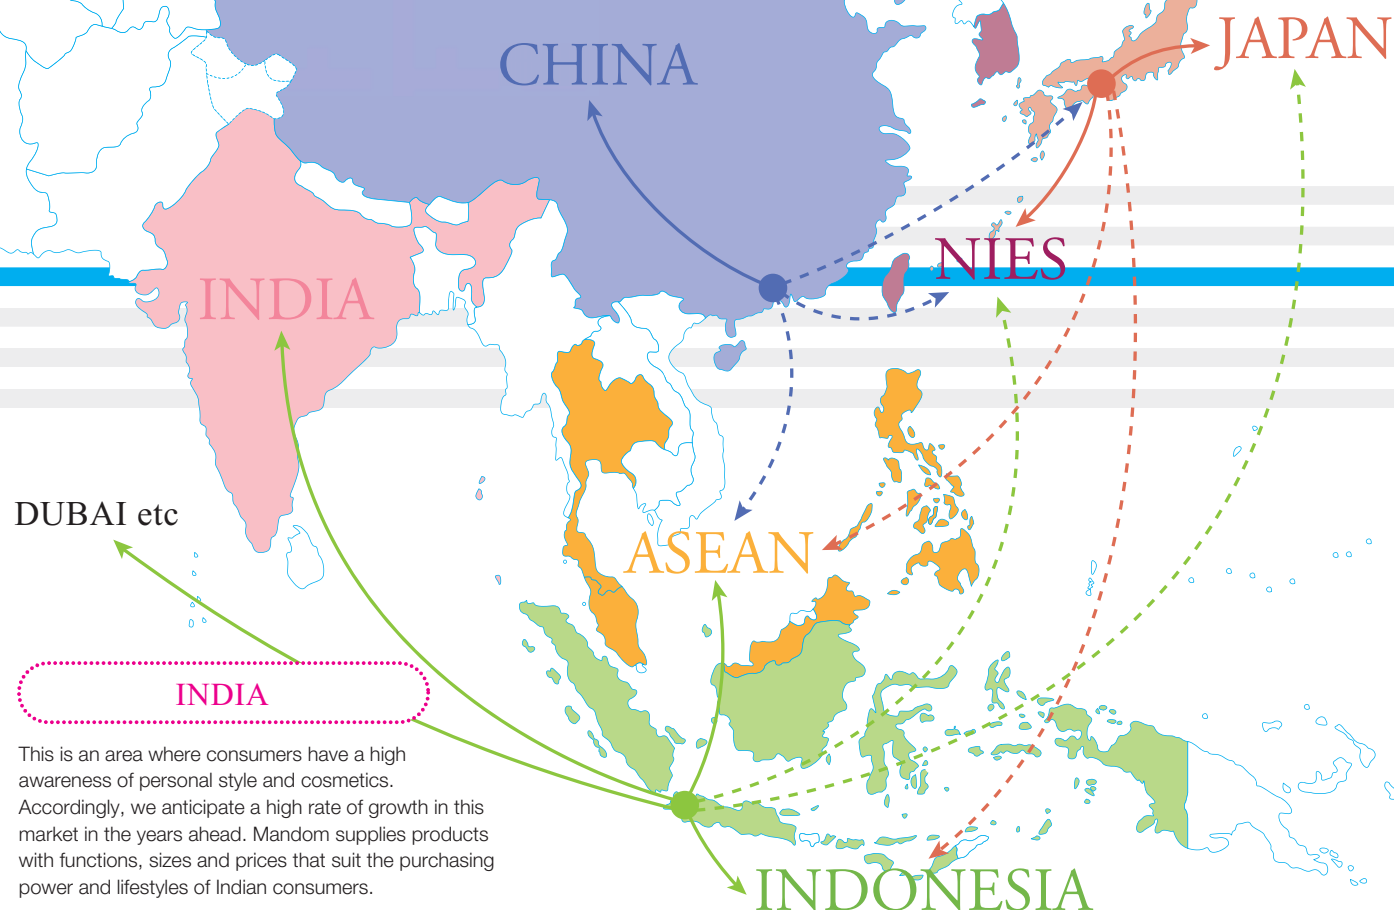 CHINA
JAPAN
NIES
INDIA
DUBAI etc
ASEAN
INDIA
This is an area where consumers have a high
awareness of personal style and cosmetics.
Accordingly, we anticipate a high rate of growth in this
market in the years ahead. Mandom supplies products
with functions, sizes and prices that suit the purchasing
power and lifestyles of Indian consumers.
INDONESIA